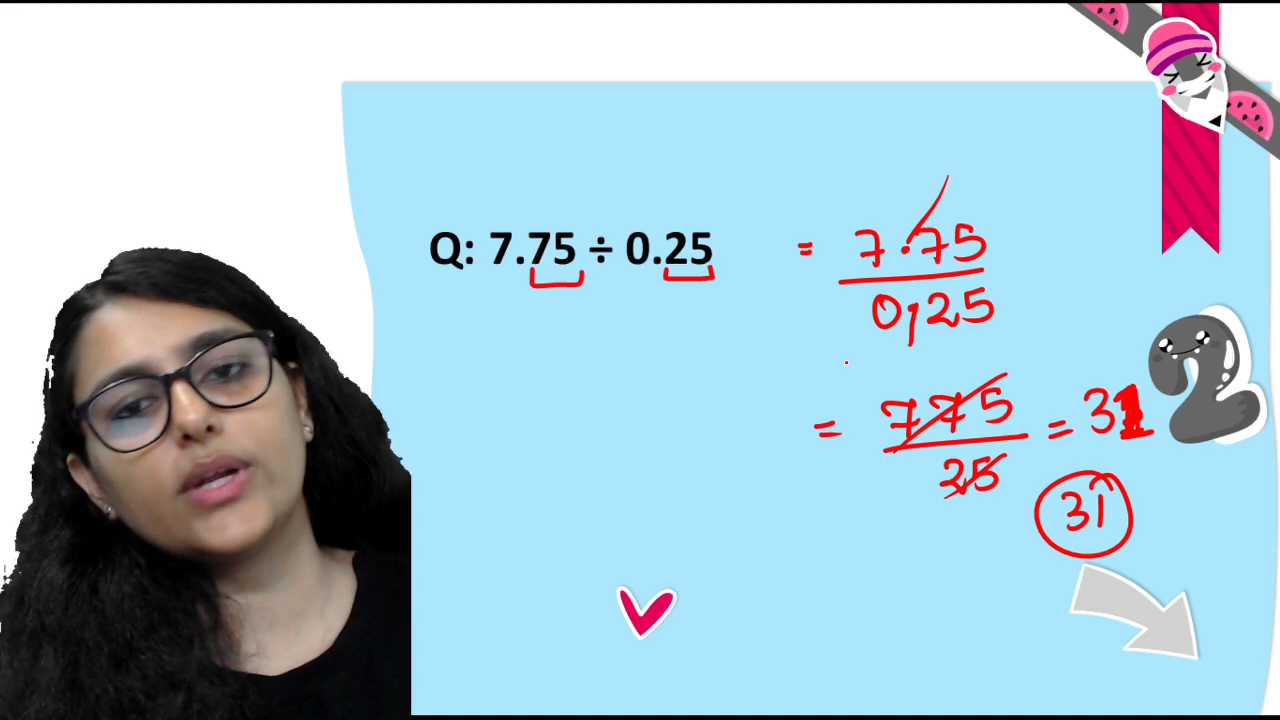 Q: 7.75 ÷ 0.25 = 7.75 / 0.25
= 775 / 25 = 31
31